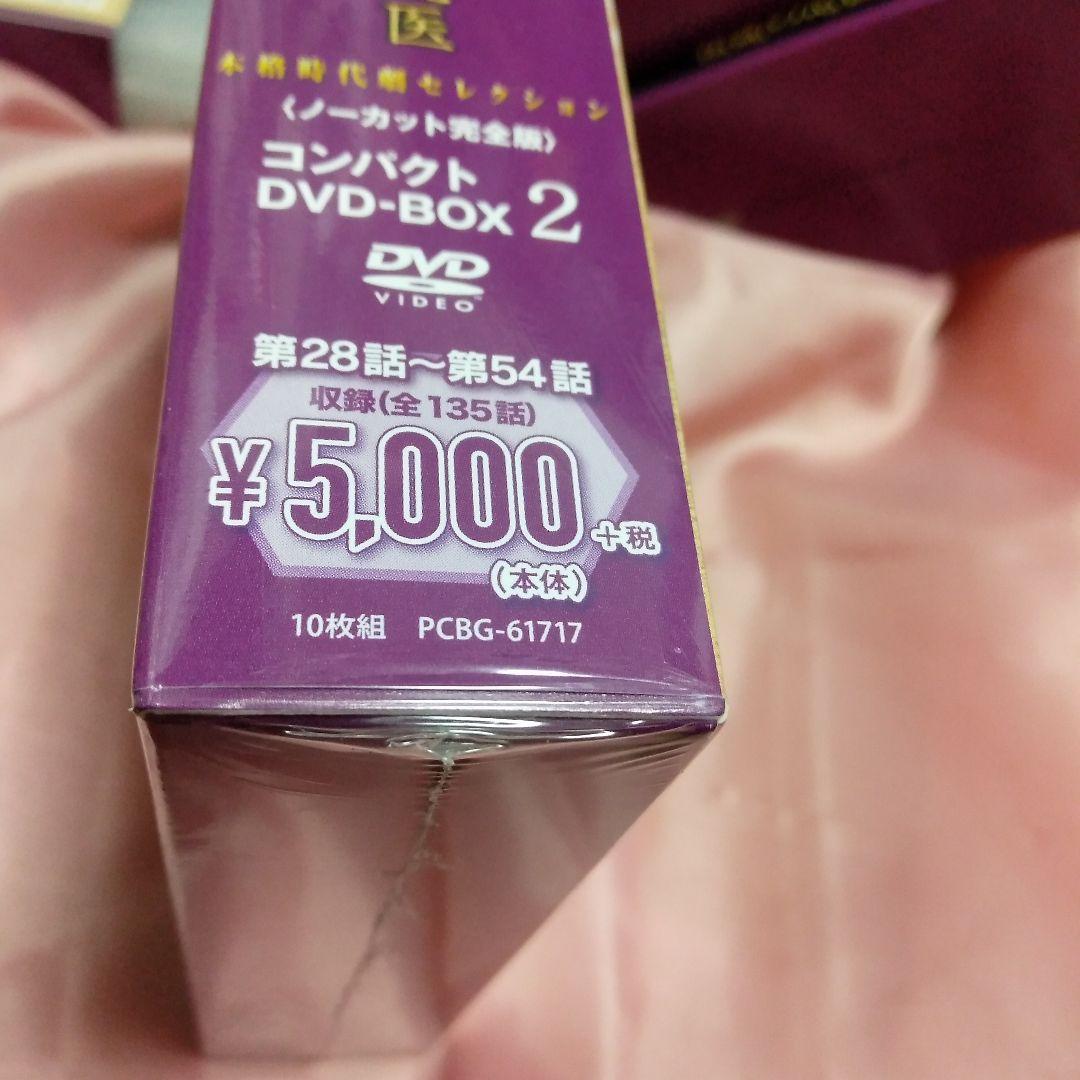 医
本格時代劇セレクション
〈ノーカット完全版〉
コンパクト
DVD-BOX 2
DVD
VIDEO™
第28話～第54話
収録(全135話)
¥5,000+税
(本体)
10枚組 PCBG-61717